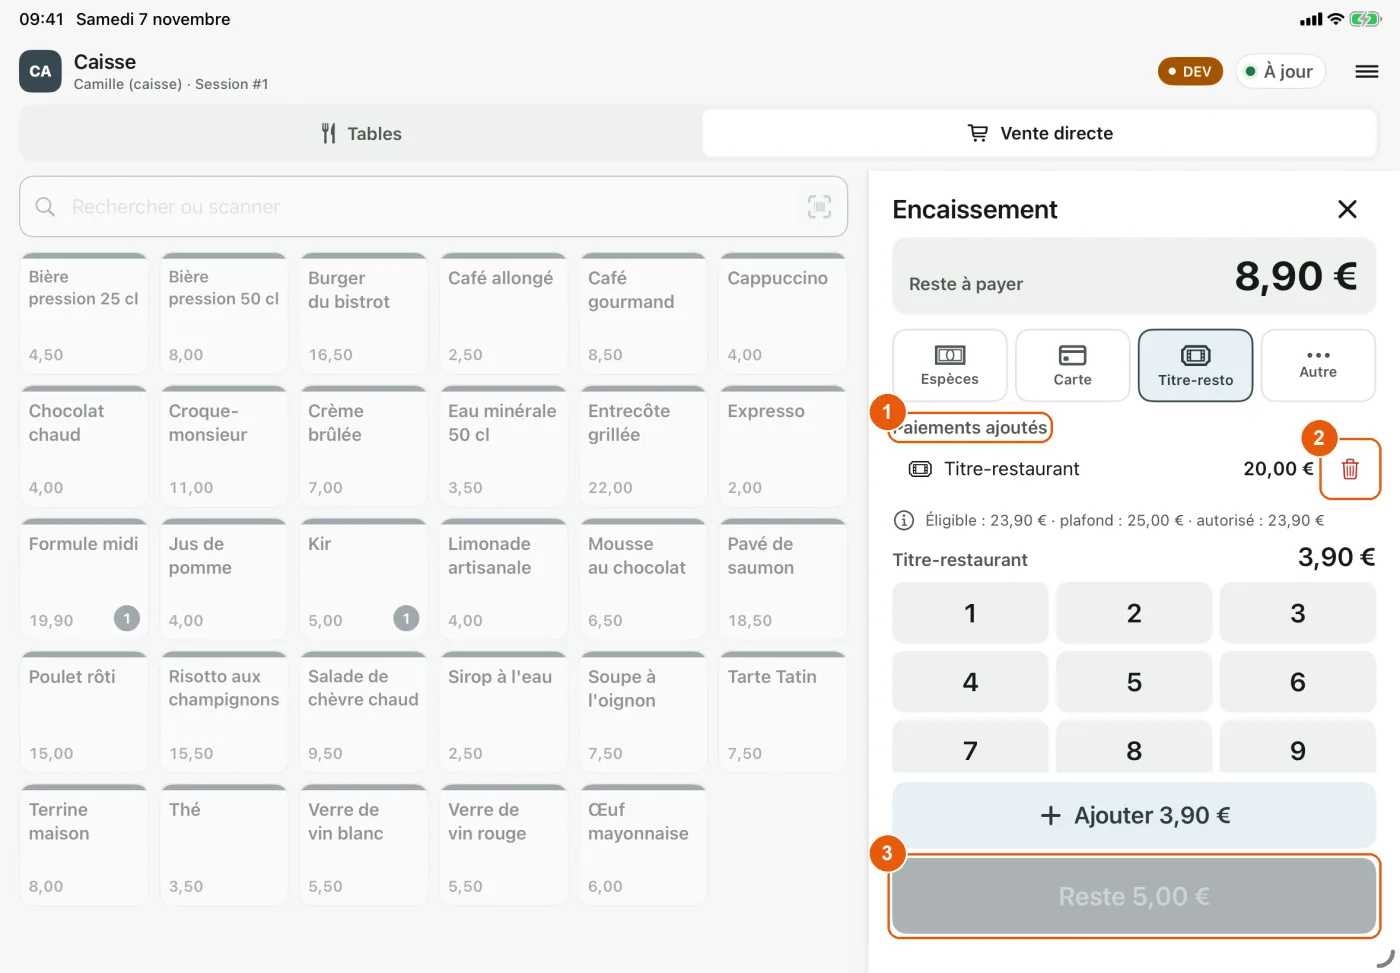 09:41 Samedi 7 novembre
CA
Caisse
Camille (caisse) · Session #1
DEV
À jour
Tables
Vente directe
Rechercher ou scanner
Bière
pression 25 cl
4,50
Bière
pression 50 cl
8,00
Burger
du bistrot
16,50
Café allongé
2,50
Café
gourmand
8,50
Cappuccino
4,00
Chocolat
chaud
4,00
Croque-
monsieur
11,00
Crème
brûlée
7,00
Eau minérale
50 cl
3,50
Entrecôte
grillée
22,00
Expresso
2,00
Formule midi
19,90
1
Jus de
pomme
4,00
Kir
5,00
1
Limonade
artisanale
4,00
Mousse
au chocolat
6,50
Pavé de
saumon
18,50
Poulet rôti
15,00
Risotto aux
champignons
15,50
Salade de
chèvre chaud
9,50
Sirop à l'eau
2,50
Soupe à
l'oignon
7,50
Tarte Tatin
7,50
Terrine
maison
8,00
Thé
3,50
Verre de
vin blanc
5,50
Verre de
vin rouge
5,50
Œuf
mayonnaise
6,00
Encaissement
Reste à payer
8,90 €
Espèces
Carte
Titre-resto
Autre
1
Paiements ajoutés
2
Titre-restaurant
20,00 €
Éligible : 23,90 € · plafond : 25,00 € · autorisé : 23,90 €
Titre-restaurant
3,90 €
1
2
3
4
5
6
7
8
9
+ Ajouter 3,90 €
3
Reste 5,00 €